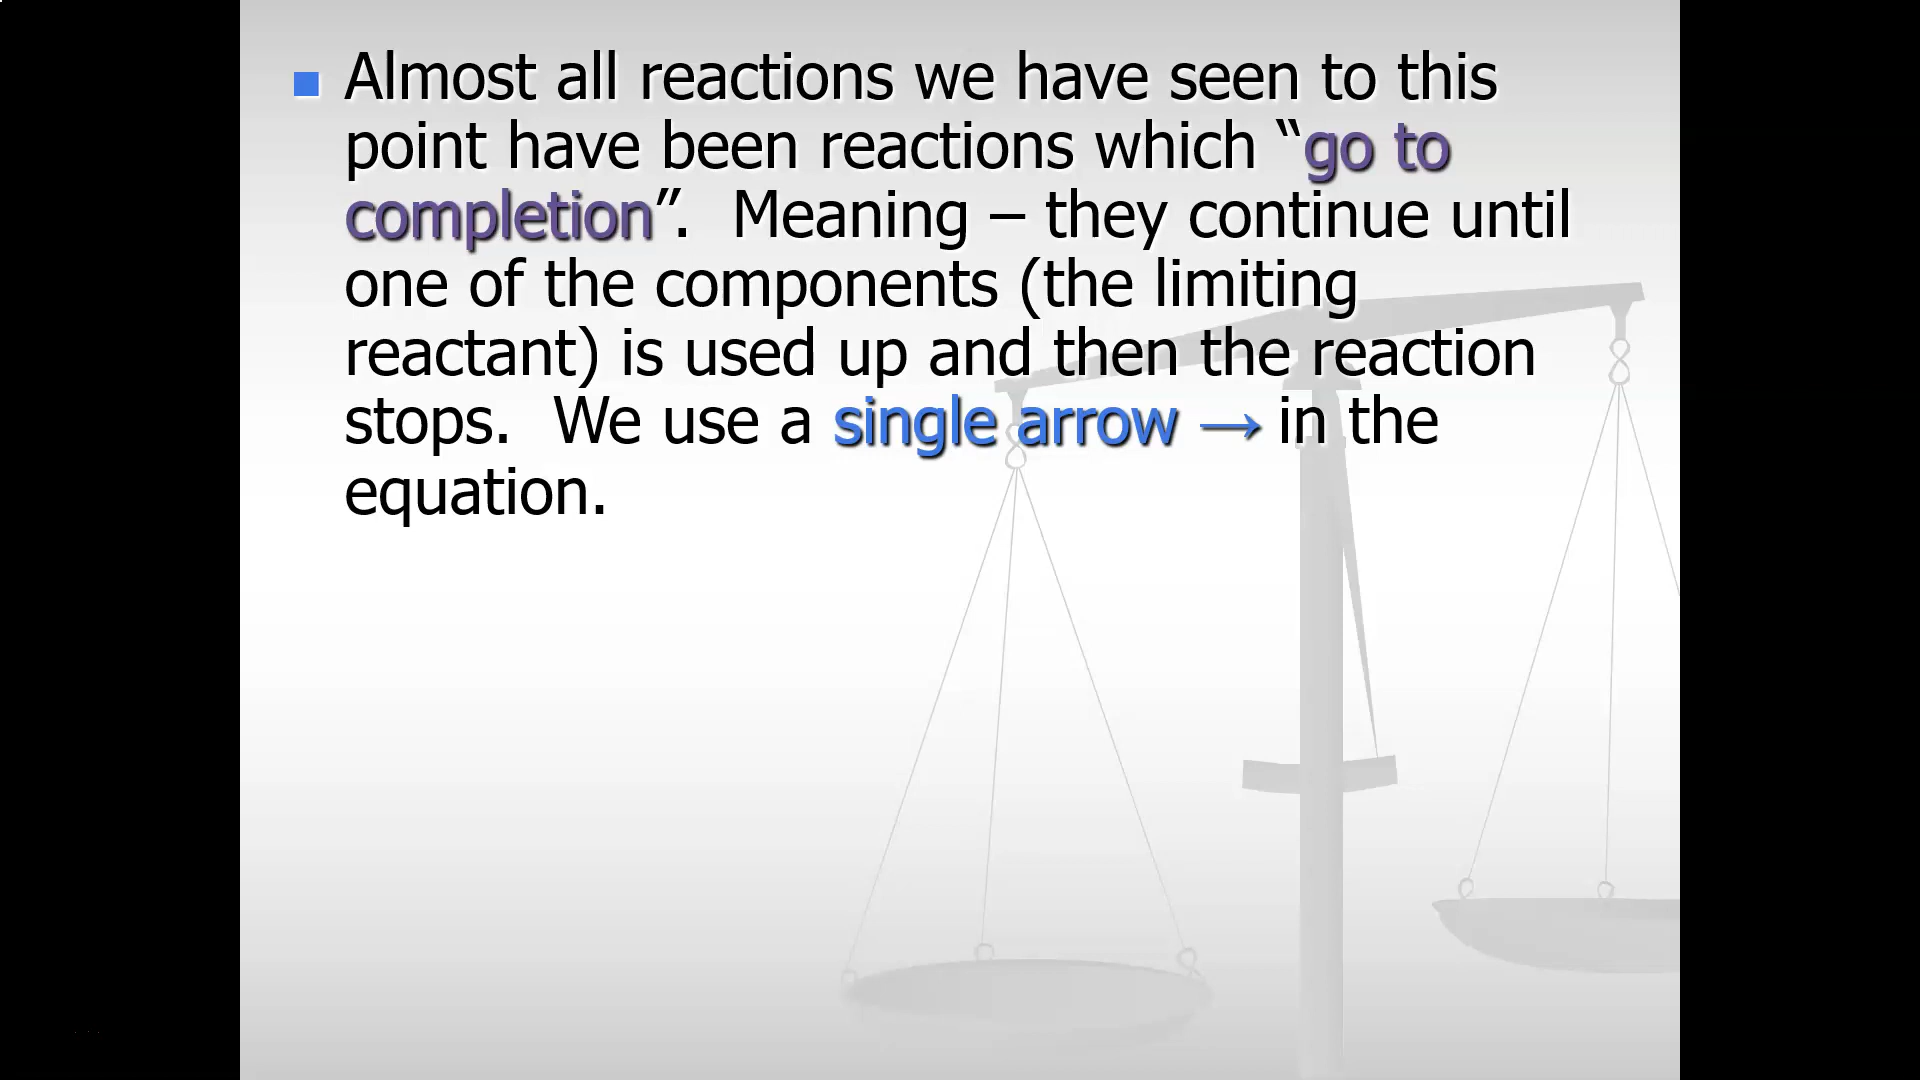 Almost all reactions we have seen to this
point have been reactions which “go to
completion”.  Meaning – they continue until
one of the components (the limiting
reactant) is used up and then the reaction
stops.  We use a single arrow → in the
equation.